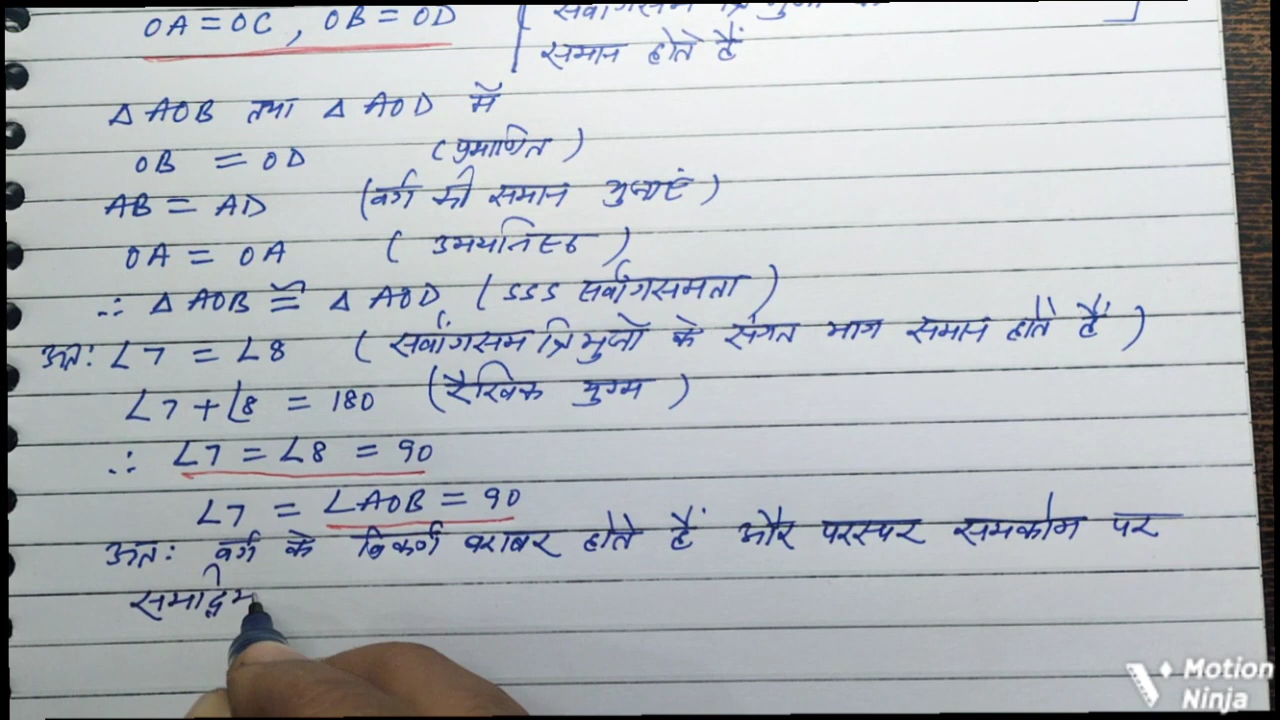 OA = OC , OB = OD
सर्वांगसम त्रिभुजों के
समान होते हैं
△ AOB तथा △ AOD में
OB = OD (प्रमाणित)
AB = AD (वर्ग की समान भुजाएं)
OA = OA (उभयनिष्ठ)
∴ △ AOB ≅ △ AOD (SSS सर्वांगसमता)
अतः ∠7 = ∠8 (सर्वांगसम त्रिभुजों के संगत भाग समान होते हैं)
∠7 + ∠8 = 180 (रैखिक युग्म)
∴ ∠7 = ∠8 = 90
∠7 = ∠AOB = 90
अतः वर्ग के विकर्ण बराबर होते हैं और परस्पर समकोण पर
समद्विभ
Motion
Ninja